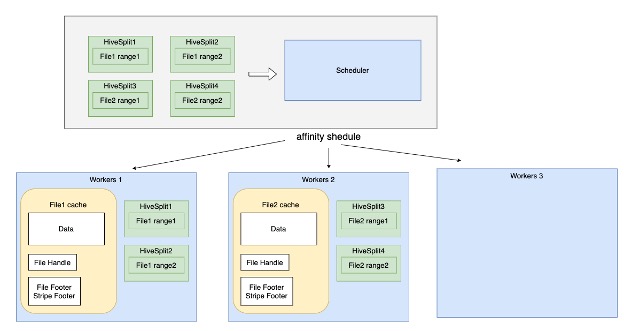 HiveSplit1
File1 range1
HiveSplit2
File1 range2
HiveSplit3
File2 range1
HiveSplit4
File2 range2
Scheduler
affinity shedule
Workers 1
File1 cache
Data
File Handle
File Footer
Stripe Footer
HiveSplit1
File1 range1
HiveSplit2
File1 range2
Workers 2
File2 cache
Data
File Handle
File Footer
Stripe Footer
HiveSplit3
File2 range1
HiveSplit4
File2 range2
Workers 3